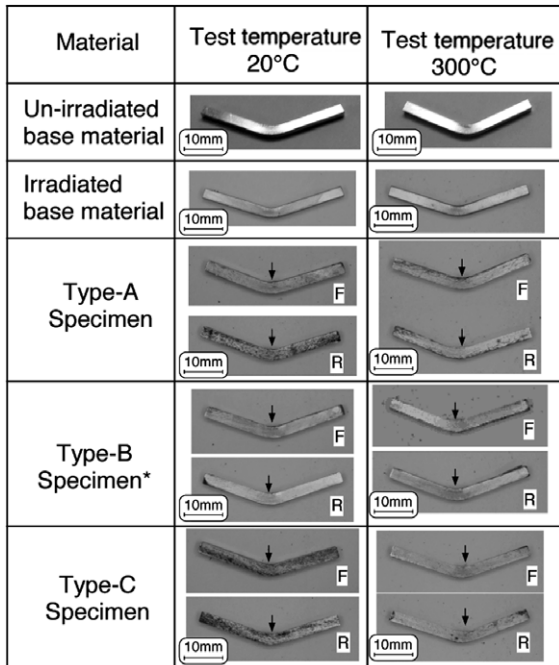 Material
Test temperature
20°C
Test temperature
300°C
Un-irradiated
base material
10mm
10mm
Irradiated
base material
10mm
10mm
Type-A
Specimen
F
R
10mm
F
R
10mm
Type-B
Specimen*
F
R
10mm
F
R
10mm
Type-C
Specimen
F
R
10mm
F
R
10mm